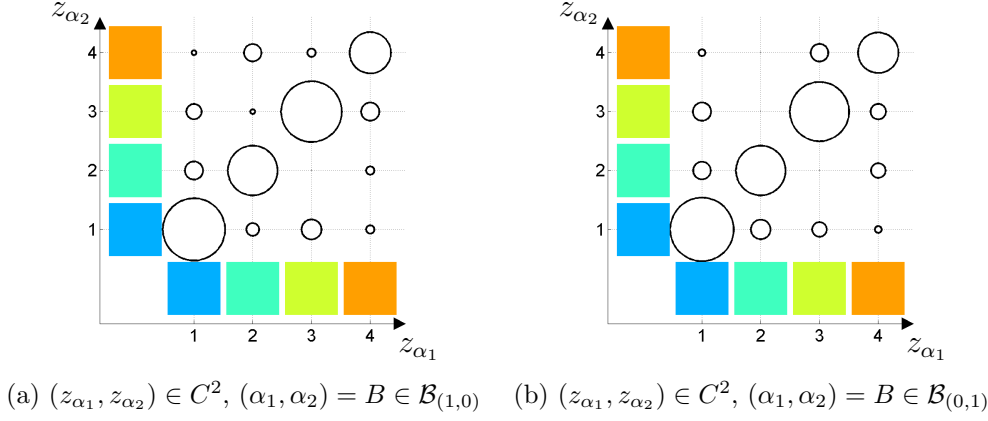 z_{α_2} z_{α_2}
4 4
3 3
2 2
1 1
1 2 3 4 1 2 3 4
z_{α_1} z_{α_1}
(a) (z_{α_1}, z_{α_2}) ∈ C^2, (α_1, α_2) = B ∈ ℬ_{(1,0)}
(b) (z_{α_1}, z_{α_2}) ∈ C^2, (α_1, α_2) = B ∈ ℬ_{(0,1)}